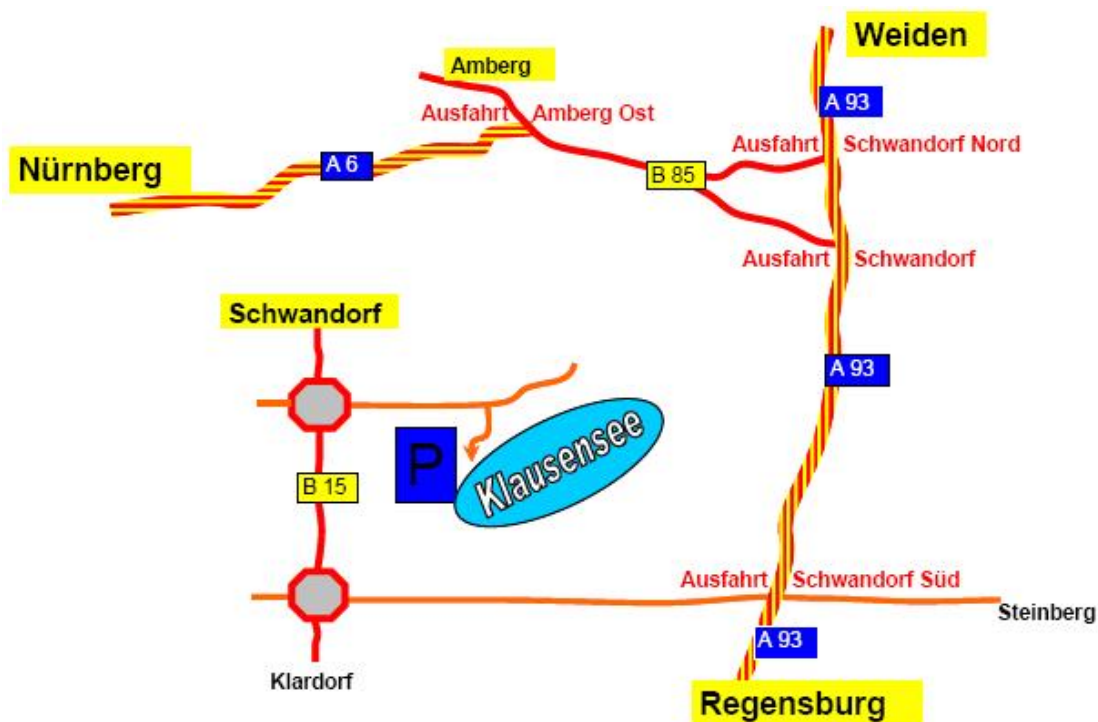 Weiden
Amberg
A 93
Ausfahrt Amberg Ost
Ausfahrt Schwandorf Nord
Nürnberg
A 6
B 85
Ausfahrt Schwandorf
Schwandorf
A 93
P
Klausensee
B 15
Ausfahrt Schwandorf Süd
Steinberg
A 93
Klardorf
Regensburg